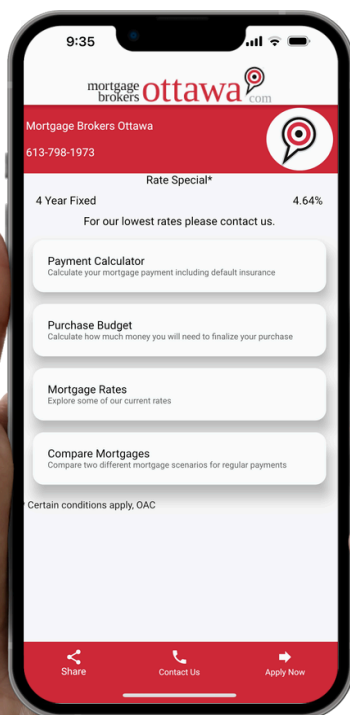 9:35
mortgage
brokers ottawa
com
Mortgage Brokers Ottawa
613-798-1973
Rate Special*
4 Year Fixed 4.64%
For our lowest rates please contact us.
Payment Calculator
Calculate your mortgage payment including default insurance
Purchase Budget
Calculate how much money you will need to finalize your purchase
Mortgage Rates
Explore some of our current rates
Compare Mortgages
Compare two different mortgage scenarios for regular payments
* Certain conditions apply, OAC
Share Contact Us Apply Now